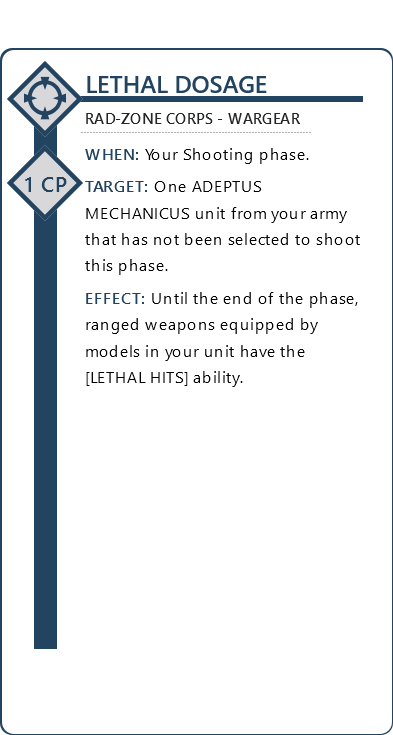 LETHAL DOSAGE
RAD-ZONE CORPS - WARGEAR
WHEN: Your Shooting phase.
1 CP
TARGET: One ADEPTUS
MECHANICUS unit from your army
that has not been selected to shoot
this phase.
EFFECT: Until the end of the phase,
ranged weapons equipped by
models in your unit have the
[LETHAL HITS] ability.